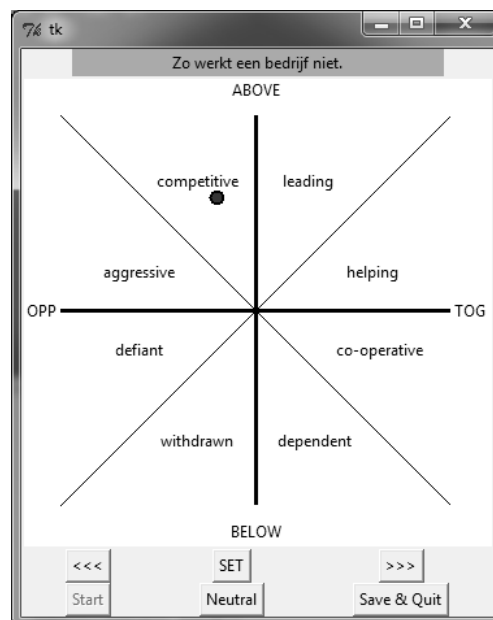 tk
Zo werkt een bedrijf niet.
ABOVE
competitive leading
aggressive helping
OPP TOG
defiant co-operative
withdrawn dependent
BELOW
<<< SET >>>
Start Neutral Save & Quit